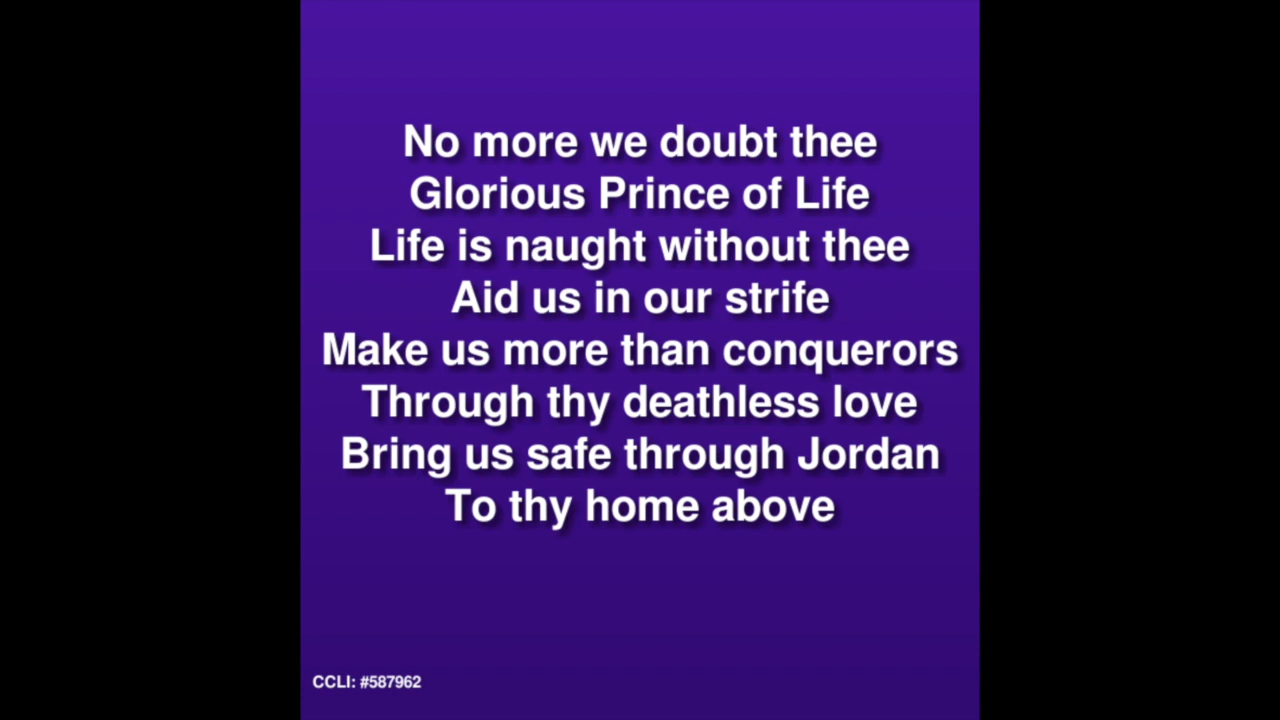 No more we doubt thee
Glorious Prince of Life
Life is naught without thee
Aid us in our strife
Make us more than conquerors
Through thy deathless love
Bring us safe through Jordan
To thy home above
CCLI: #587962